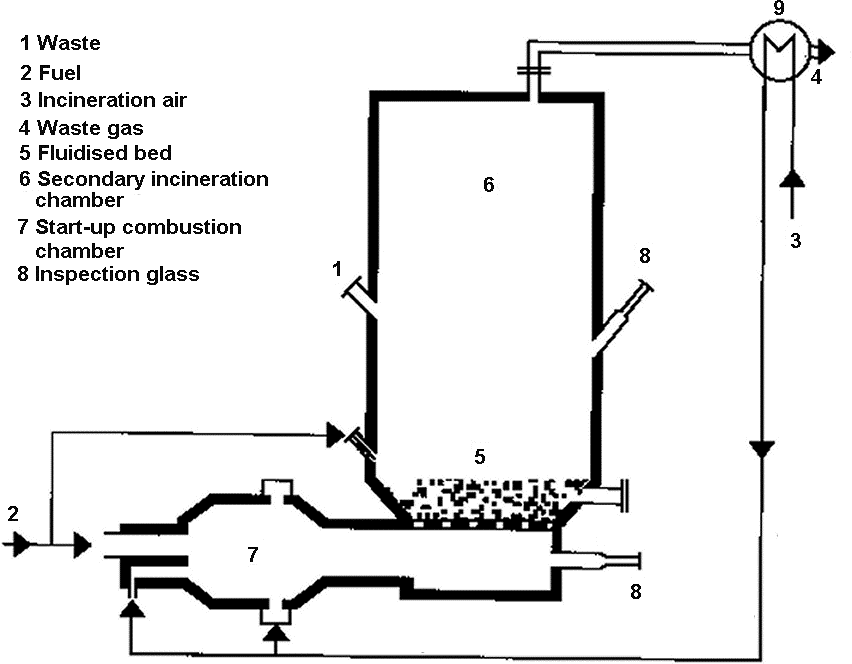 9
1 Waste
2 Fuel
3 Incineration air
4 Waste gas
5 Fluidised bed
6 Secondary incineration
chamber
7 Start-up combustion
chamber
8 Inspection glass
4
6
3
1
8
5
2
7
8